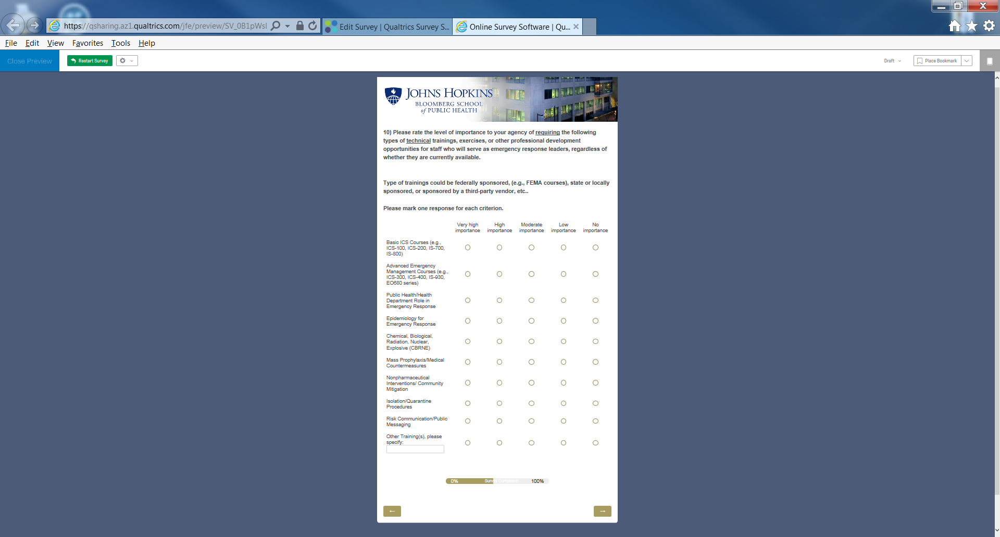 https://qsharing.az1.qualtrics.com/jfe/preview/SV_0B1pWsl
Edit Survey | Qualtrics Survey S...
Online Survey Software | Qu...
File Edit View Favorites Tools Help
Close Preview
Restart Survey
Draft
Place Bookmark
JOHNS HOPKINS
BLOOMBERG SCHOOL
of PUBLIC HEALTH
10) Please rate the level of importance to your agency of requiring the following
types of technical trainings, exercises, or other professional development
opportunities for staff who will serve as emergency response leaders, regardless of
whether they are currently available.
Type of trainings could be federally sponsored, (e.g., FEMA courses), state or locally
sponsored, or sponsored by a third-party vendor, etc..
Please mark one response for each criterion.
Very high High Moderate Low No
importance importance importance importance importance
Basic ICS Courses (e.g.,
ICS-100, ICS-200, IS-700,
IS-800)
Advanced Emergency
Management Courses (e.g.,
ICS-300, ICS-400, IS-930,
EO680 series)
Public Health/Health
Department Role in
Emergency Response
Epidemiology for
Emergency Response
Chemical, Biological,
Radiation, Nuclear,
Explosive (CBRNE)
Mass Prophylaxis/Medical
Countermeasures
Nonpharmaceutical
Interventions/ Community
Mitigation
Isolation/Quarantine
Procedures
Risk Communication/Public
Messaging
Other Training(s), please
specify:
0% Survey Completion 100%
← →